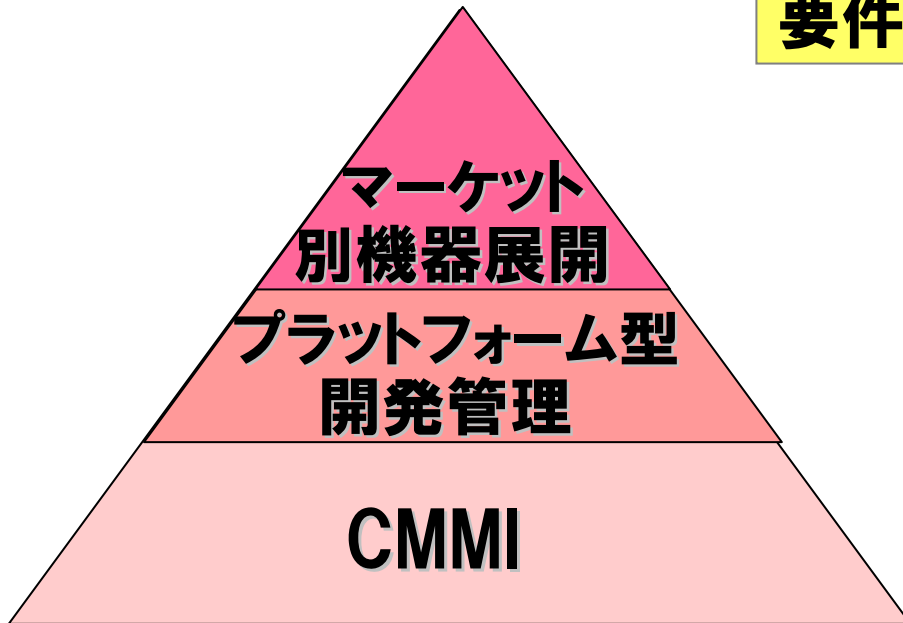 要件
マーケット
別機器展開
プラットフォーム型
開発管理
CMMI